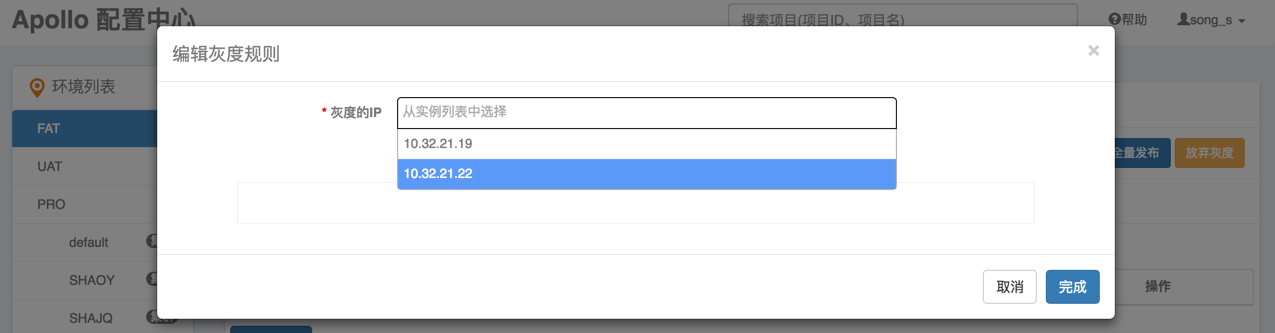 Apollo 配置中心
搜索项目(项目ID、项目名)
帮助
song_s
编辑灰度规则
×
环境列表
* 灰度的IP
从实例列表中选择
FAT
10.32.21.19
全量发布
放弃灰度
UAT
10.32.21.22
PRO
default
SHAOY
取消
完成
操作
SHAJQ